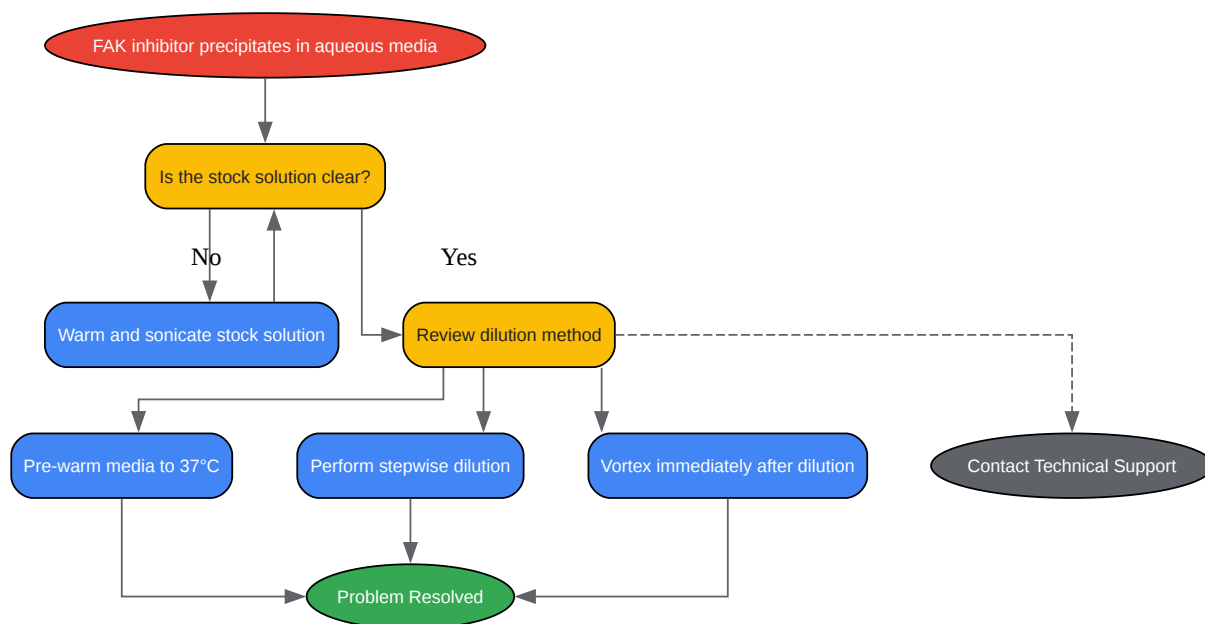 FAK inhibitor precipitates in aqueous media
Is the stock solution clear?
No
Yes
Warm and sonicate stock solution
Review dilution method
Pre-warm media to 37°C
Perform stepwise dilution
Vortex immediately after dilution
Contact Technical Support
Problem Resolved